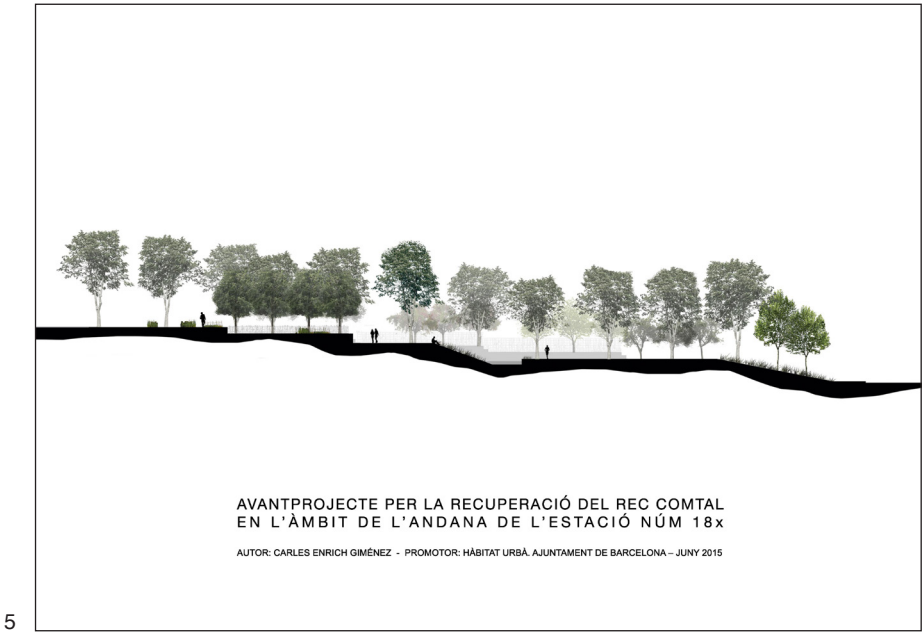 AVANTPROJECTE PER LA RECUPERACIÓ DEL REC COMTAL
EN L'ÀMBIT DE L'ANDANA DE L'ESTACIÓ NÚM 18x
AUTOR: CARLES ENRICH GIMÉNEZ - PROMOTOR: HÀBITAT URBÀ. AJUNTAMENT DE BARCELONA – JUNY 2015
5